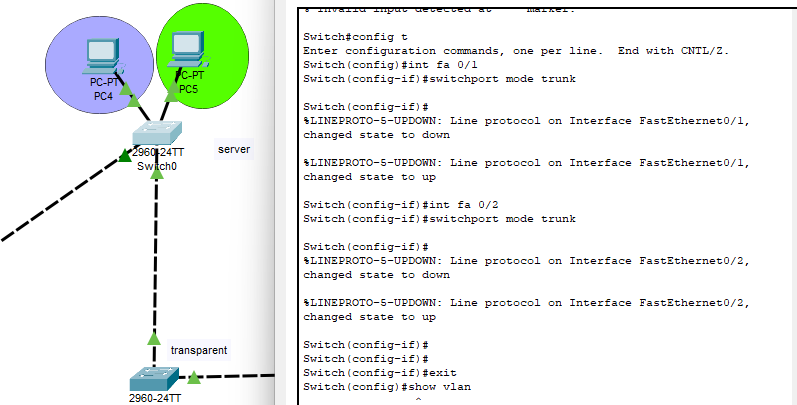 PC-PT
PC4
PC-PT
PC5
2960-24TT
Switch0
server
transparent
2960-24TT
% Invalid input detected at marker.
Switch#config t
Enter configuration commands, one per line.  End with CNTL/Z.
Switch(config)#int fa 0/1
Switch(config-if)#switchport mode trunk
Switch(config-if)#
%LINEPROTO-5-UPDOWN: Line protocol on Interface FastEthernet0/1,
changed state to down
%LINEPROTO-5-UPDOWN: Line protocol on Interface FastEthernet0/1,
changed state to up
Switch(config-if)#int fa 0/2
Switch(config-if)#switchport mode trunk
Switch(config-if)#
%LINEPROTO-5-UPDOWN: Line protocol on Interface FastEthernet0/2,
changed state to down
%LINEPROTO-5-UPDOWN: Line protocol on Interface FastEthernet0/2,
changed state to up
Switch(config-if)#
Switch(config-if)#
Switch(config-if)#exit
Switch(config)#show vlan
^